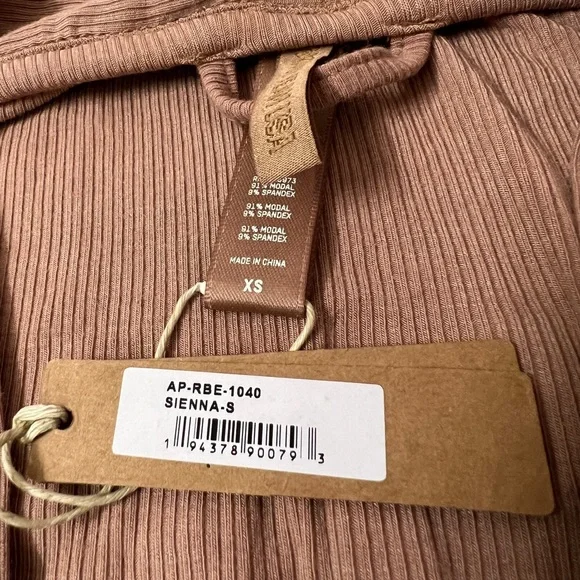 91% MODAL
9% SPANDEX
91% MODAL
9% SPANDEX
91% MODAL
9% SPANDEX
MADE IN CHINA
XS
AP-RBE-1040
SIENNA-S
1 94378 90079 3